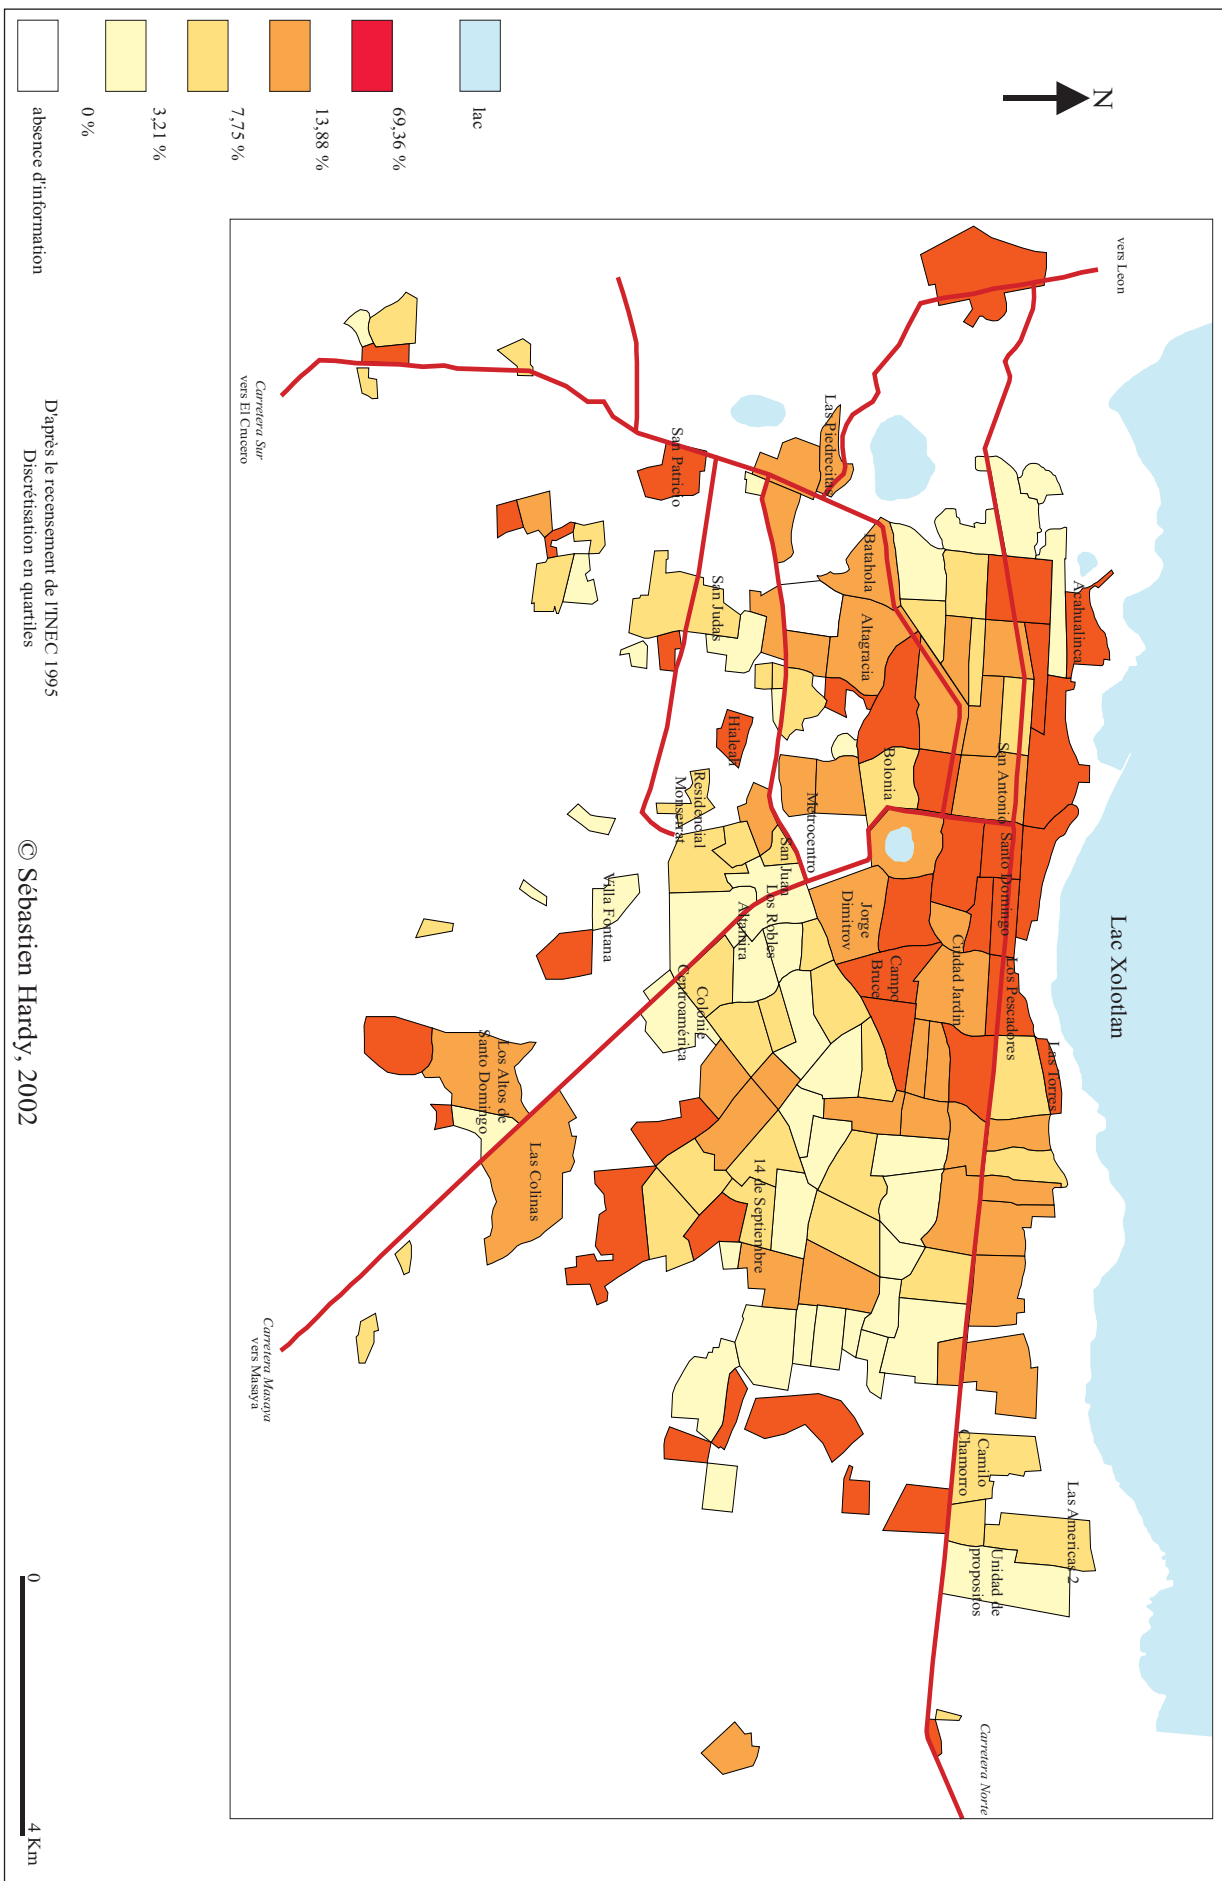 N
vers Leon
Lac Xolotlan
Acahualinca
Las Piedrecitas
Batahola
Altagracia
San Antonio
Santo Domingo
Los Pescadores
Las Torres
Bolonia
Ciudad Jardin
Metrocentro
Jorge
Dimitrov
Campo
Bruce
San Patricio
San Judas
Hialeah
Residencial
Monserrat
San Juan
Los Robles
Altamira
Villa Fontana
Colonie
Centroamérica
14 de Septiembre
Los Altos de
Santo Domingo
Las Colinas
Camilo
Chamorro
Las Americas 2
Unidad de
propositos
Carretera Norte
Carretera Sur
vers El Crucero
Carretera Masaya
vers Masaya
lac
69,36 %
13,88 %
7,75 %
3,21 %
0 %
absence d'information
D'après le recensement de l'INEC 1995
Discrétisation en quartiles
© Sébastien Hardy, 2002
0
4 Km